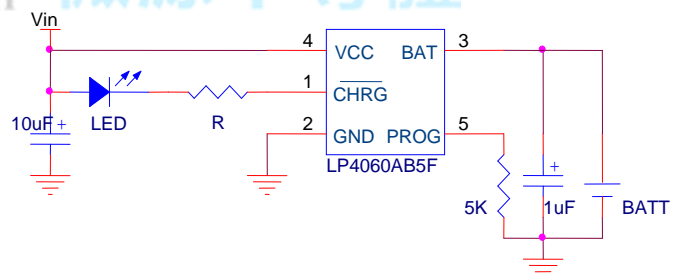 Vin
4 VCC BAT 3
1 CHRG
10uF + LED R
2 GND PROG 5
LP4060AB5F
+
5K 1uF BATT